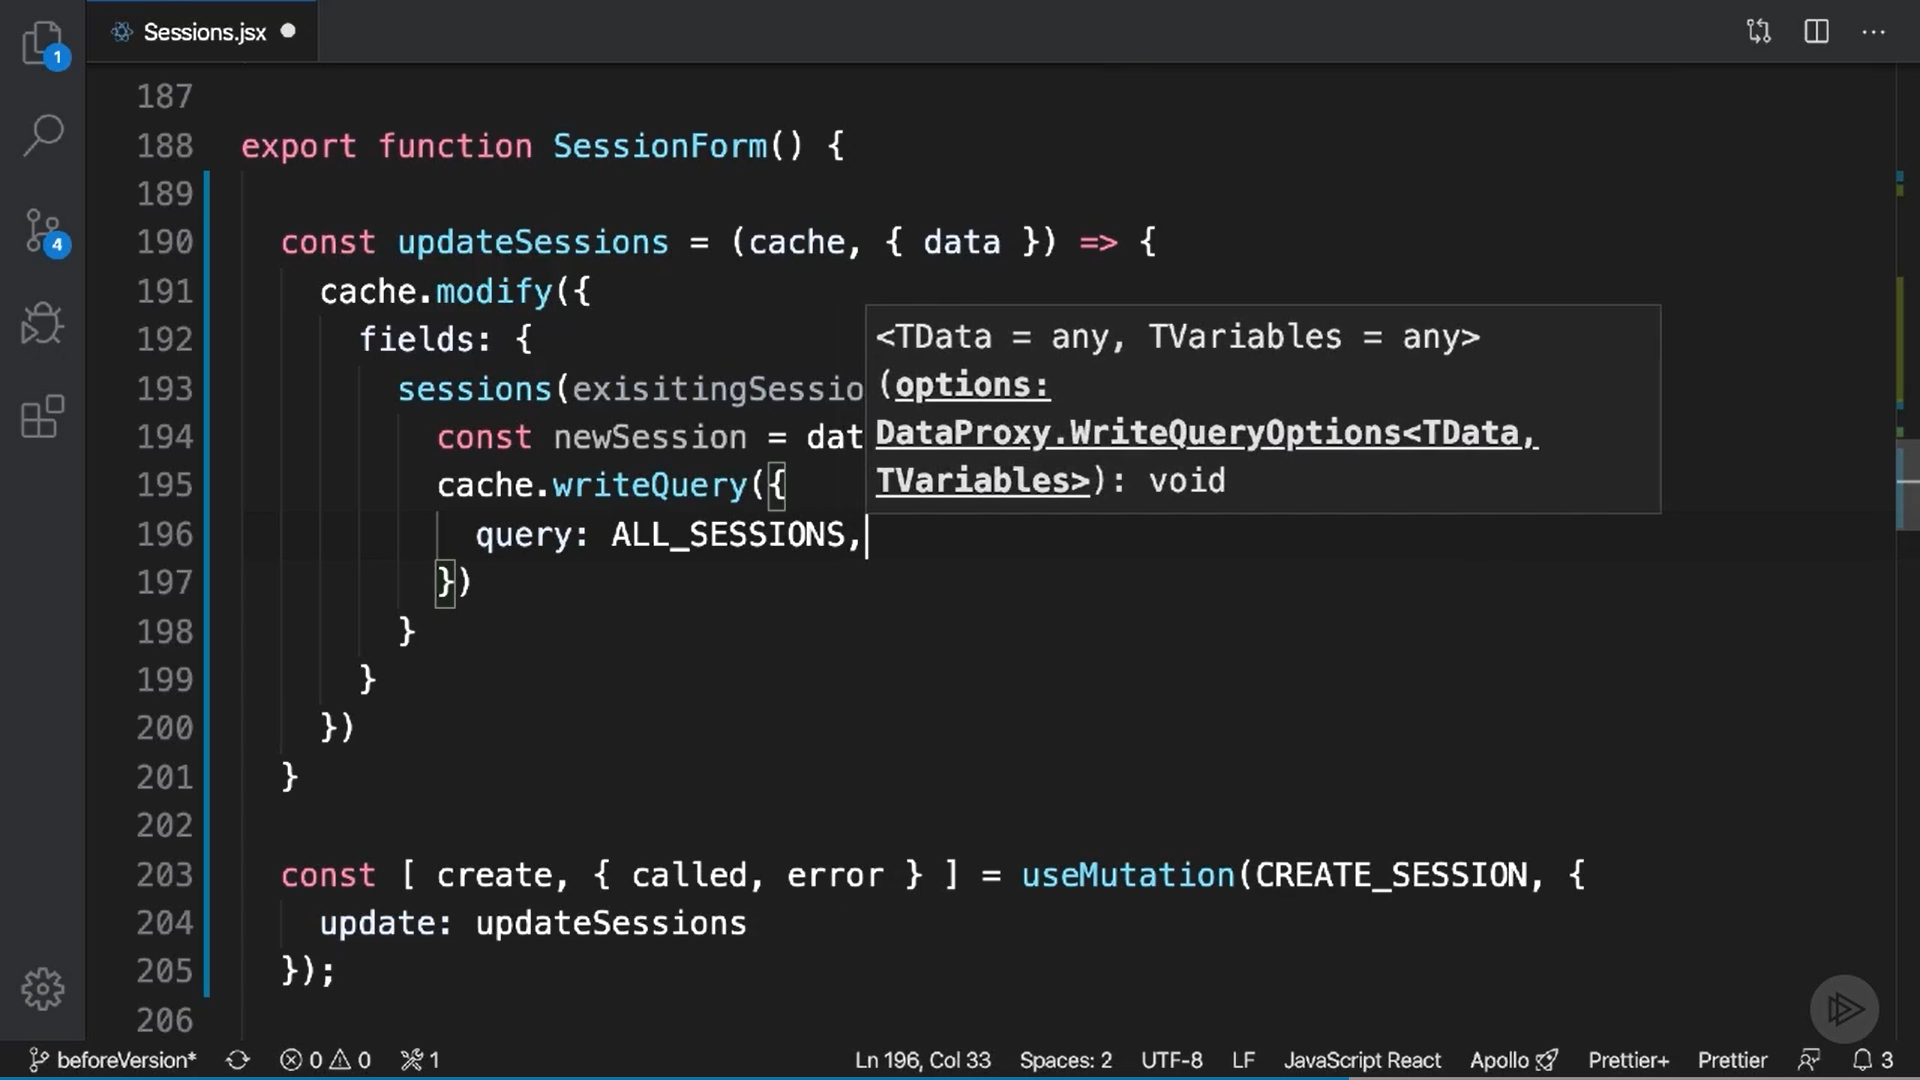 Sessions.jsx
1
187
188 export function SessionForm() {
189
190 const updateSessions = (cache, { data }) => {
191 cache.modify({
192 fields: {
<TData = any, TVariables = any>
193 sessions(exisitingSessio
(options:
194 const newSession = dat
DataProxy.WriteQueryOptions<TData,
195 cache.writeQuery({
TVariables>): void
196 query: ALL_SESSIONS,
197 })
198 }
199 }
200 })
201 }
202
203 const [ create, { called, error } ] = useMutation(CREATE_SESSION, {
204 update: updateSessions
205 });
206
4
beforeVersion* 0 0 1 Ln 196, Col 33 Spaces: 2 UTF-8 LF JavaScript React Apollo Prettier+ Prettier 3